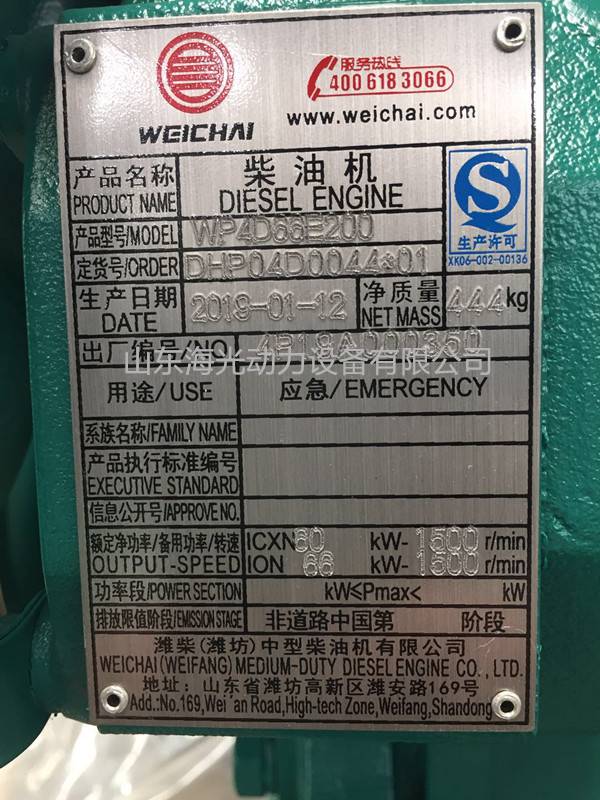 服务热线
400 618 3066
WEICHAI
www.weichai.com
产品名称 柴油机
PRODUCT NAME DIESEL ENGINE
产品型号/MODEL WP4D66E200
定货号/ORDER DHP04D0044*01
生产许可
XK06-002-00136
生产日期 2019-01-12 净质量 444kg
DATE NET MASS
出厂编号/NO. 4P19A000350
山东海光动力设备有限公司
用途/USE 应急/EMERGENCY
系族名称/FAMILY NAME
产品执行标准编号
EXECUTIVE STANDARD
信息公开号/APPROVE NO.
额定净功率/备用功率/转速 ICXN60 kW-1500 r/min
OUTPUT-SPEED ION 66 kW-1500 r/min
功率段/POWER SECTION kW≤Pmax< kW
排放限值阶段/EMISSION STAGE 非道路中国第 阶段
潍柴(潍坊)中型柴油机有限公司
WEICHAI(WEIFANG) MEDIUM-DUTY DIESELENGINE CO., LTD.
地址: 山东省潍坊高新区潍安路169号
Add.:No.169,Wei'an Road,High-tech Zone,Weifang,Shandong